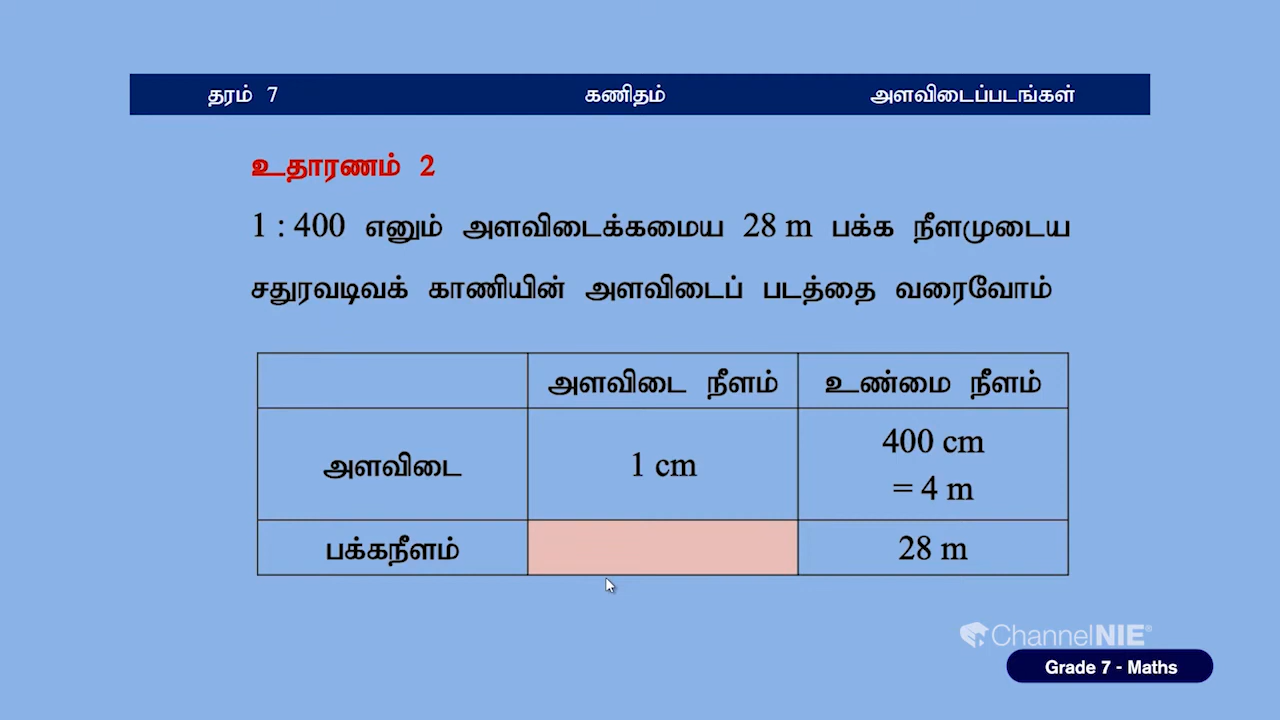 தரம் 7 கணிதம் அளவிடைப்படங்கள்
உதாரணம் 2
1 : 400 எனும் அளவிடைக்கமைய 28 m பக்க நீளமுடைய
சதுரவடிவக் காணியின் அளவிடைப் படத்தை வரைவோம்
அளவிடை நீளம் உண்மை நீளம்
அளவிடை 1 cm 400 cm
= 4 m
பக்கநீளம் 28 m
ChannelNIE®
Grade 7 - Maths